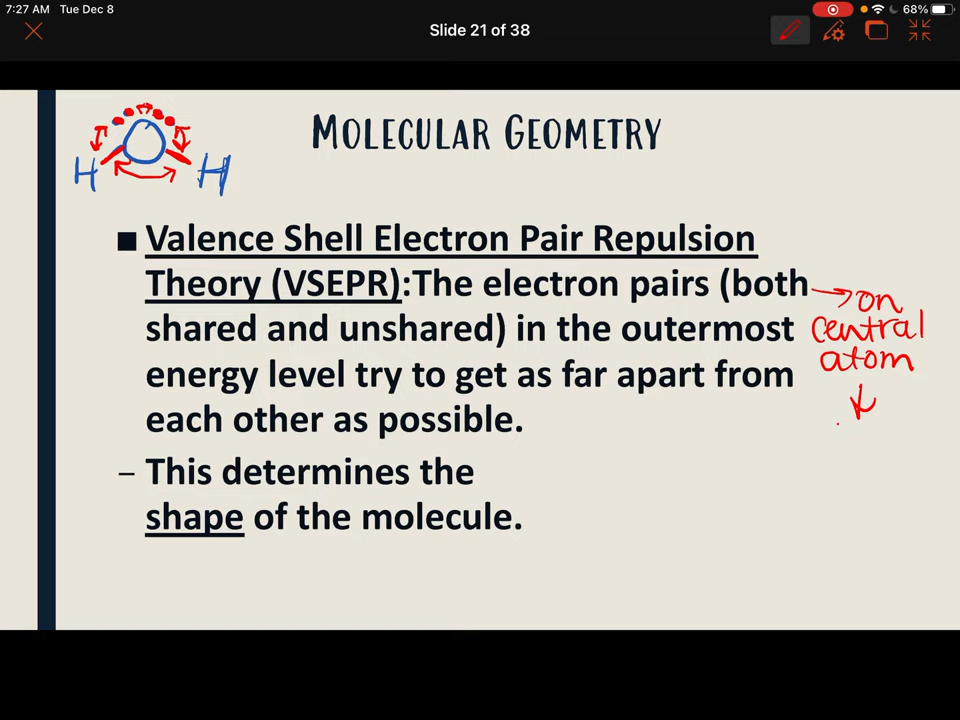 7:27 AM Tue Dec 8
68%
Slide 21 of 38
MOLECULAR GEOMETRY
H O H
■ Valence Shell Electron Pair Repulsion
Theory (VSEPR):The electron pairs (both
shared and unshared) in the outermost
energy level try to get as far apart from
each other as possible.
– This determines the
shape of the molecule.
on
central
atom